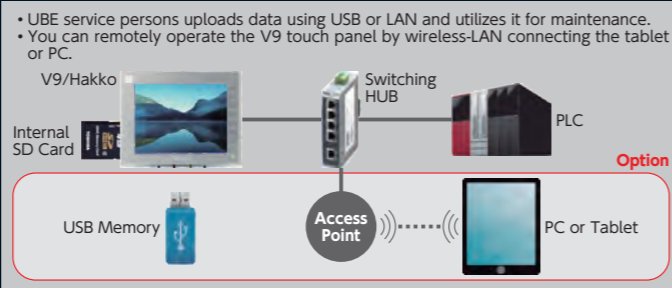 • UBE service persons uploads data using USB or LAN and utilizes it for maintenance.
• You can remotely operate the V9 touch panel by wireless-LAN connecting the tablet
or PC.
V9/Hakko
Switching
HUB
PLC
Internal
SD Card
Option
USB Memory
Access
Point
PC or Tablet